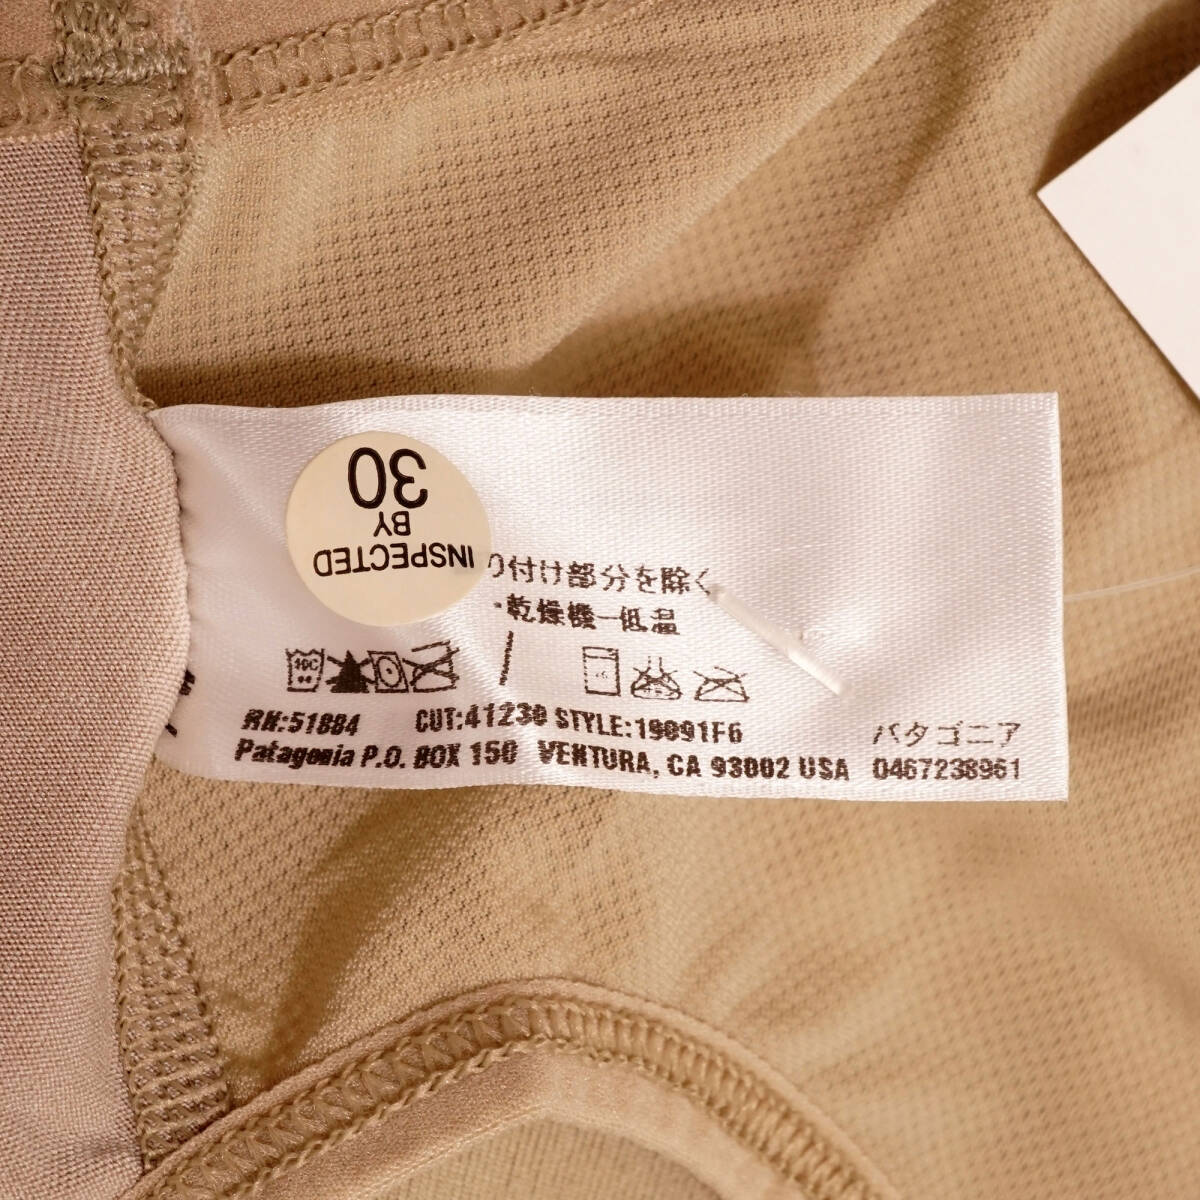 INSPECTED
BY
30
り付け部分を除く
・乾燥機ー低温
RN:51884 CUT:41230 STYLE:19091F6 パタゴニア
Patagonia P.O. BOX 150 VENTURA, CA 93002 USA 0467238961